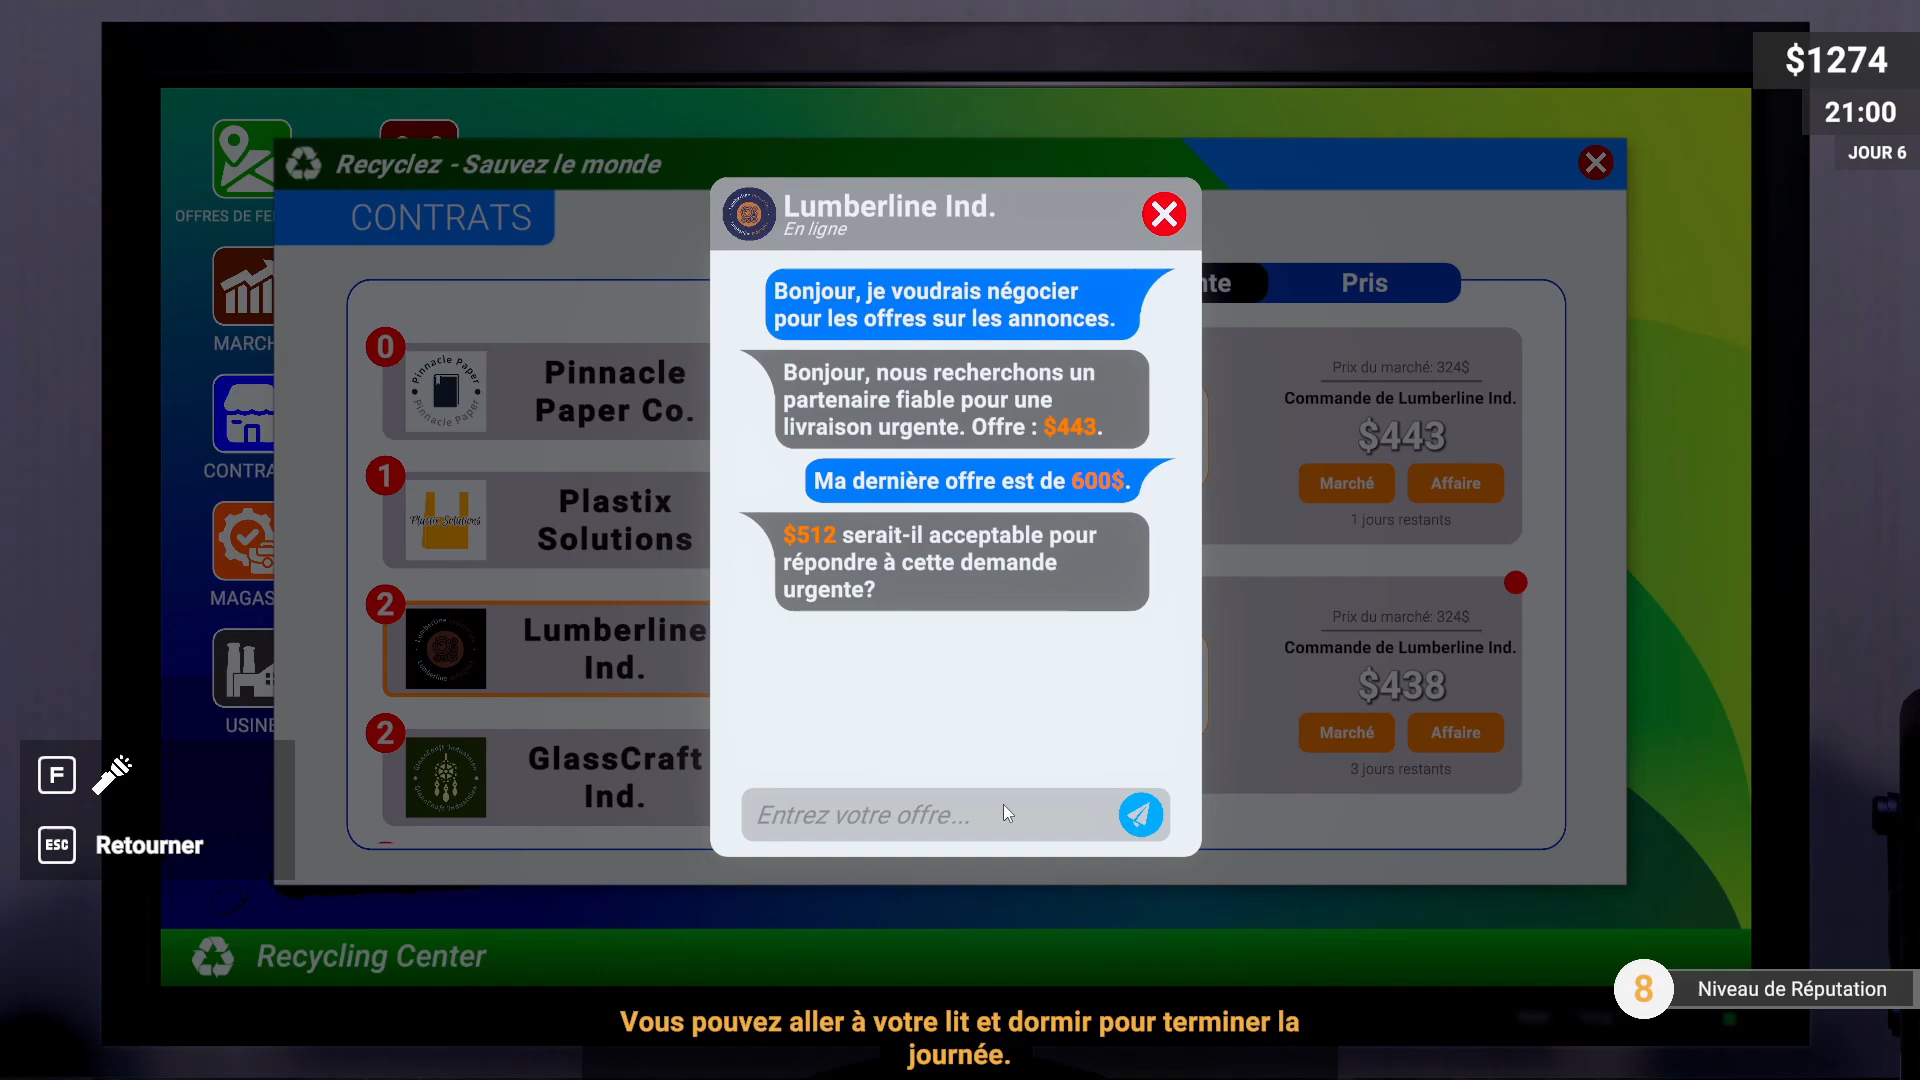 $1274
21:00
JOUR 6
Recyclez - Sauvez le monde
OFFRES DE
CONTRATS
Lumberline Ind.
En ligne
Bonjour, je voudrais négocier
pour les offres sur les annonces.
Bonjour, nous recherchons un
partenaire fiable pour une
livraison urgente. Offre : $443.
Ma dernière offre est de 600$.
$512 serait-il acceptable pour
répondre à cette demande
urgente?
Entrez votre offre...
Pris
0
Pinnacle Paper
Pinnacle
Paper Co.
1
Plastix Solutions
Plastix
Solutions
2
Lumberline
Ind.
2
GlassCraft
Ind.
Prix du marché: 324$
Commande de Lumberline Ind.
$443
Marché
Affaire
1 jours restants
Prix du marché: 324$
Commande de Lumberline Ind.
$438
Marché
Affaire
3 jours restants
MARCH
CONTRA
MAGAS
USINE
F
ESC
Retourner
Recycling Center
8
Niveau de Réputation
Vous pouvez aller à votre lit et dormir pour terminer la
journée.